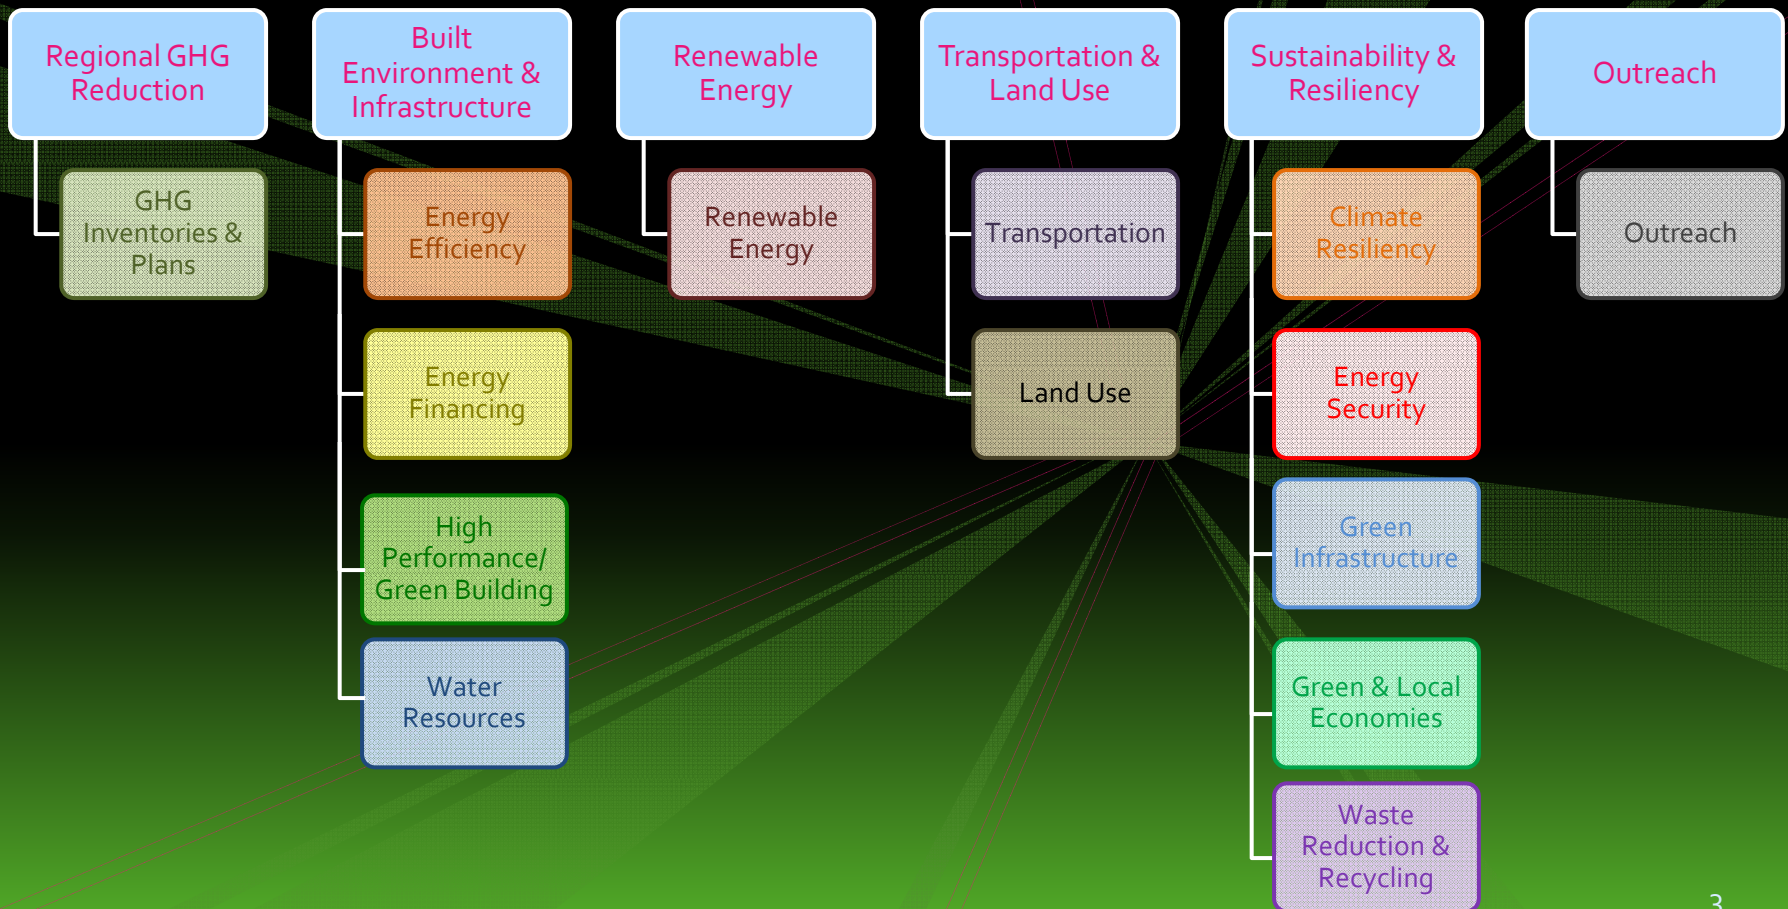 Regional GHG
Reduction
Built
Environment &
Infrastructure
Renewable
Energy
Transportation &
Land Use
Sustainability &
Resiliency
Outreach
GHG
Inventories &
Plans
Energy
Efficiency
Energy
Financing
High
Performance/
Green Building
Water
Resources
Renewable
Energy
Transportation
Land Use
Climate
Resiliency
Energy
Security
Green
Infrastructure
Green & Local
Economies
Waste
Reduction &
Recycling
Outreach
3